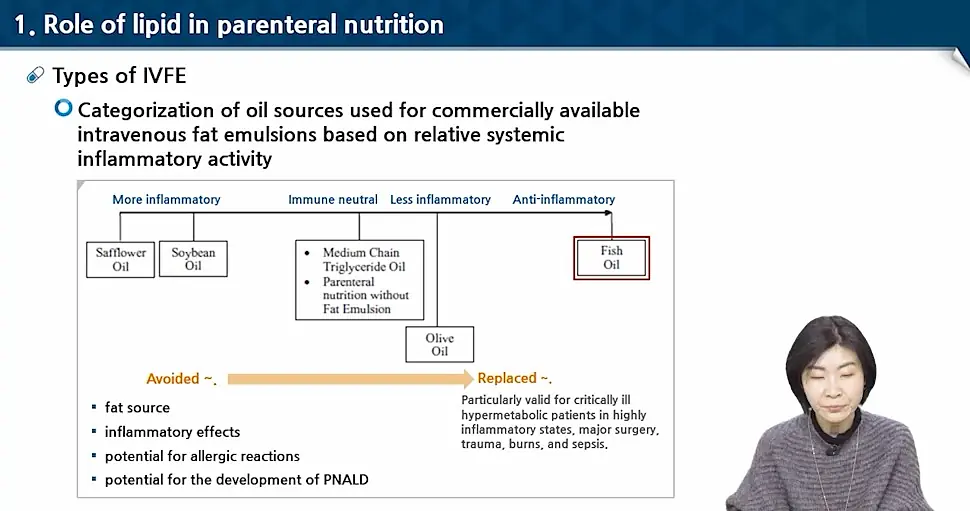 1. Role of lipid in parenteral nutrition
Types of IVFE
Categorization of oil sources used for commercially available
intravenous fat emulsions based on relative systemic
inflammatory activity
More inflammatory Immune neutral Less inflammatory Anti-inflammatory
Safflower
Oil
Soybean
Oil
• Medium Chain
Triglyceride Oil
• Parenteral
nutrition without
Fat Emulsion
Fish
Oil
Olive
Oil
Avoided ~.
Replaced ~.
▪ fat source
▪ inflammatory effects
▪ potential for allergic reactions
▪ potential for the development of PNALD
Particularly valid for critically ill
hypermetabolic patients in highly
inflammatory states, major surgery,
trauma, burns, and sepsis.